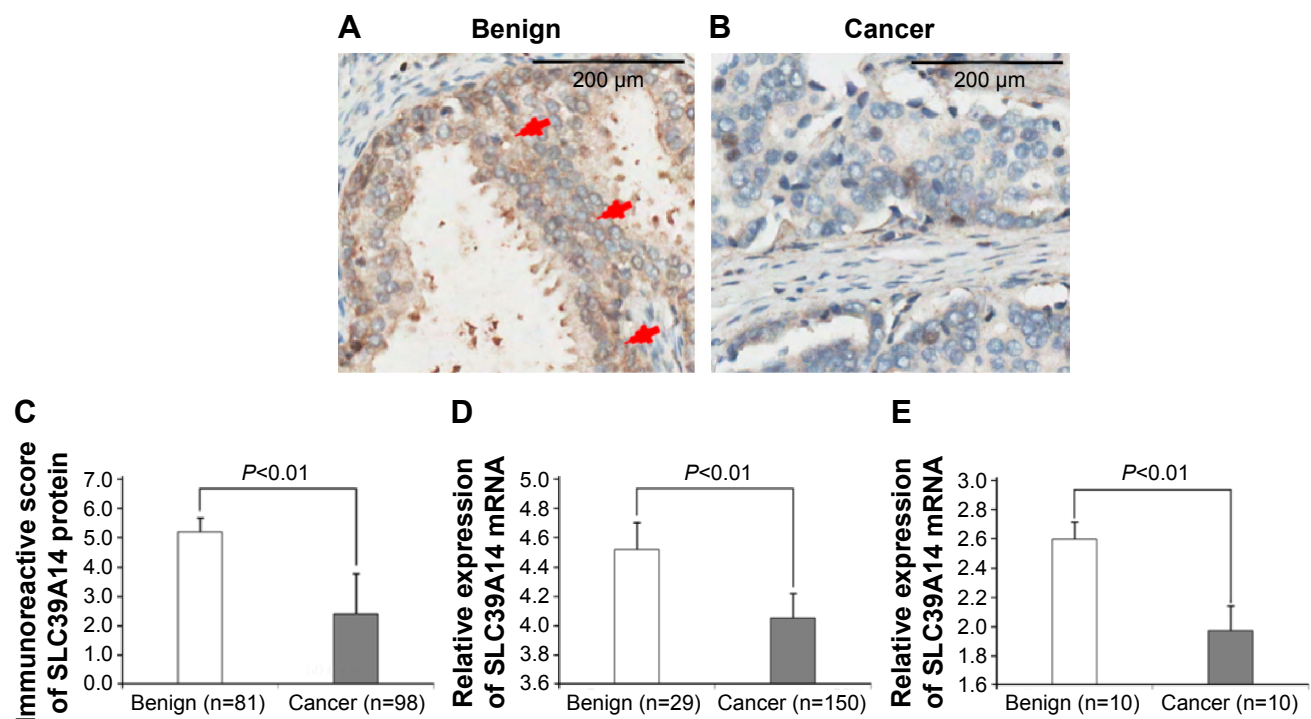 A Benign
B Cancer
200 µm
200 µm
C
Immunoreactive score
of SLC39A14 protein
7.0
6.0
5.0
4.0
3.0
2.0
1.0
0.0
P<0.01
Benign (n=81) Cancer (n=98)
D
Relative expression
of SLC39A14 mRNA
5.0
4.8
4.6
4.4
4.2
4.0
3.8
3.6
P<0.01
Benign (n=29) Cancer (n=150)
E
Relative expression
of SLC39A14 mRNA
3.0
2.8
2.6
2.4
2.2
2.0
1.8
1.6
P<0.01
Benign (n=10) Cancer (n=10)